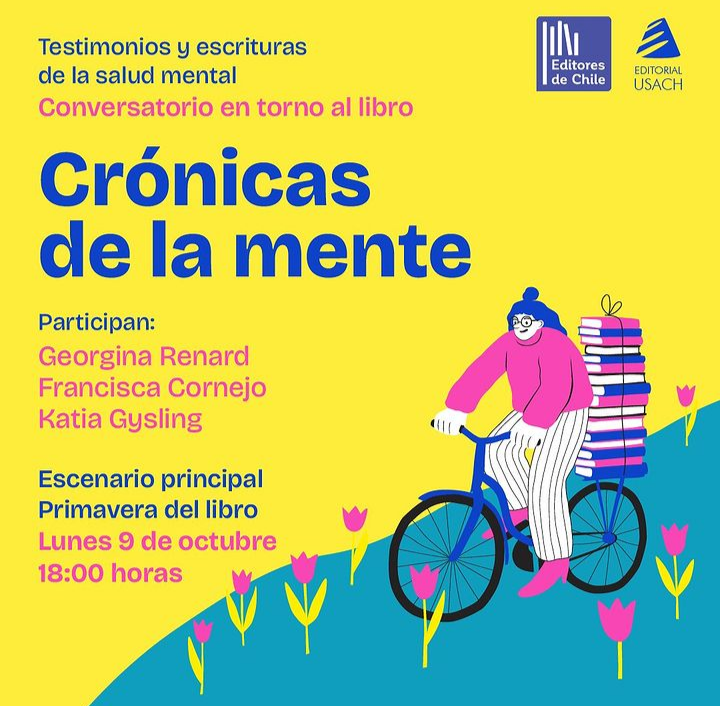 Testimonios y escrituras
de la salud mental
Conversatorio en torno al libro
Editores
de Chile
EDITORIAL
USACH
Crónicas
de la mente
Participan:
Georgina Renard
Francisca Cornejo
Katia Gysling
Escenario principal
Primavera del libro
Lunes 9 de octubre
18:00 horas